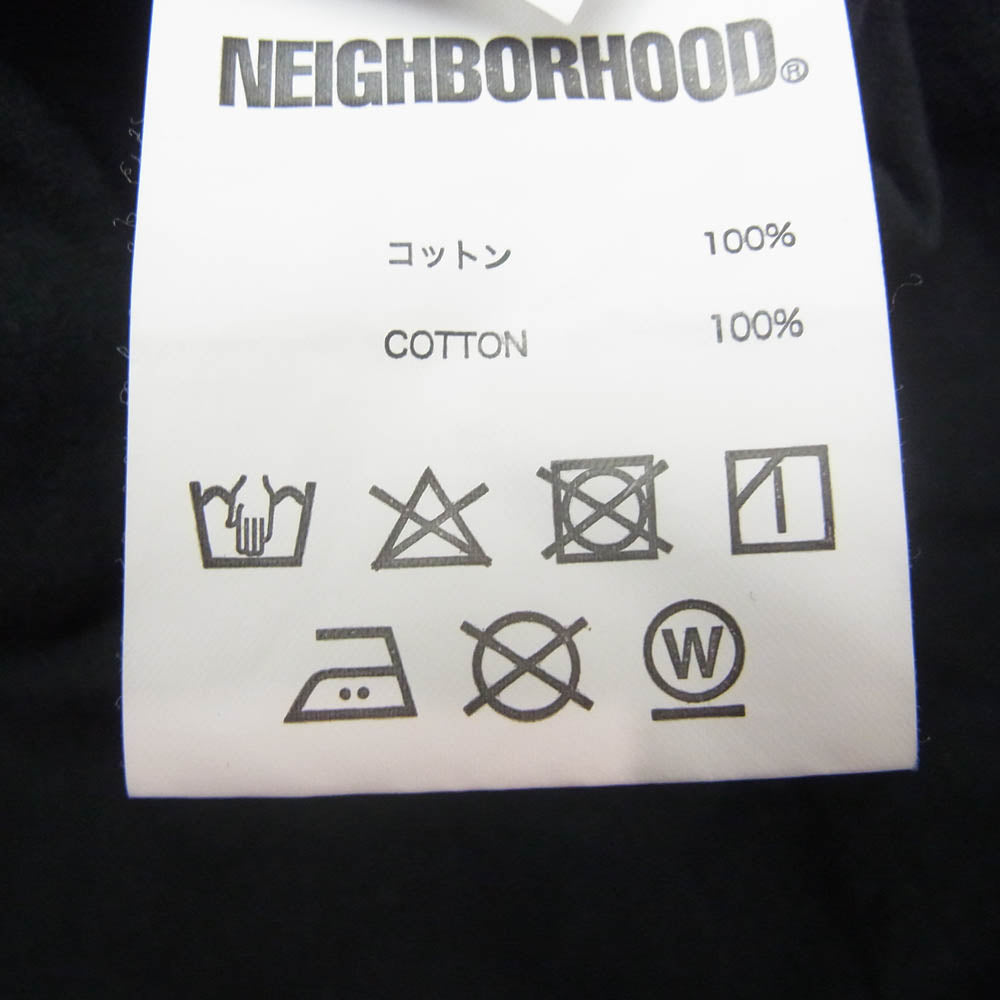 NEIGHBORHOOD®
コットン 100%
COTTON 100%
W